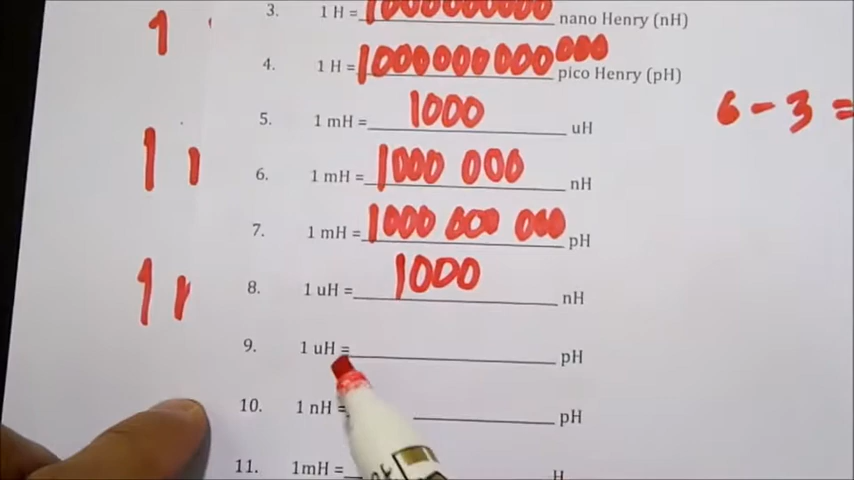 3. 1 H = 1000000000 nano Henry (nH)
4. 1 H = 1000000000000 pico Henry (pH)
5. 1 mH = 1000 uH
6 - 3 =
6. 1 mH = 1000 000 nH
7. 1 mH = 1000 000 000 pH
8. 1 uH = 1000 nH
9. 1 uH = pH
10. 1 nH = pH
11. 1mH = H